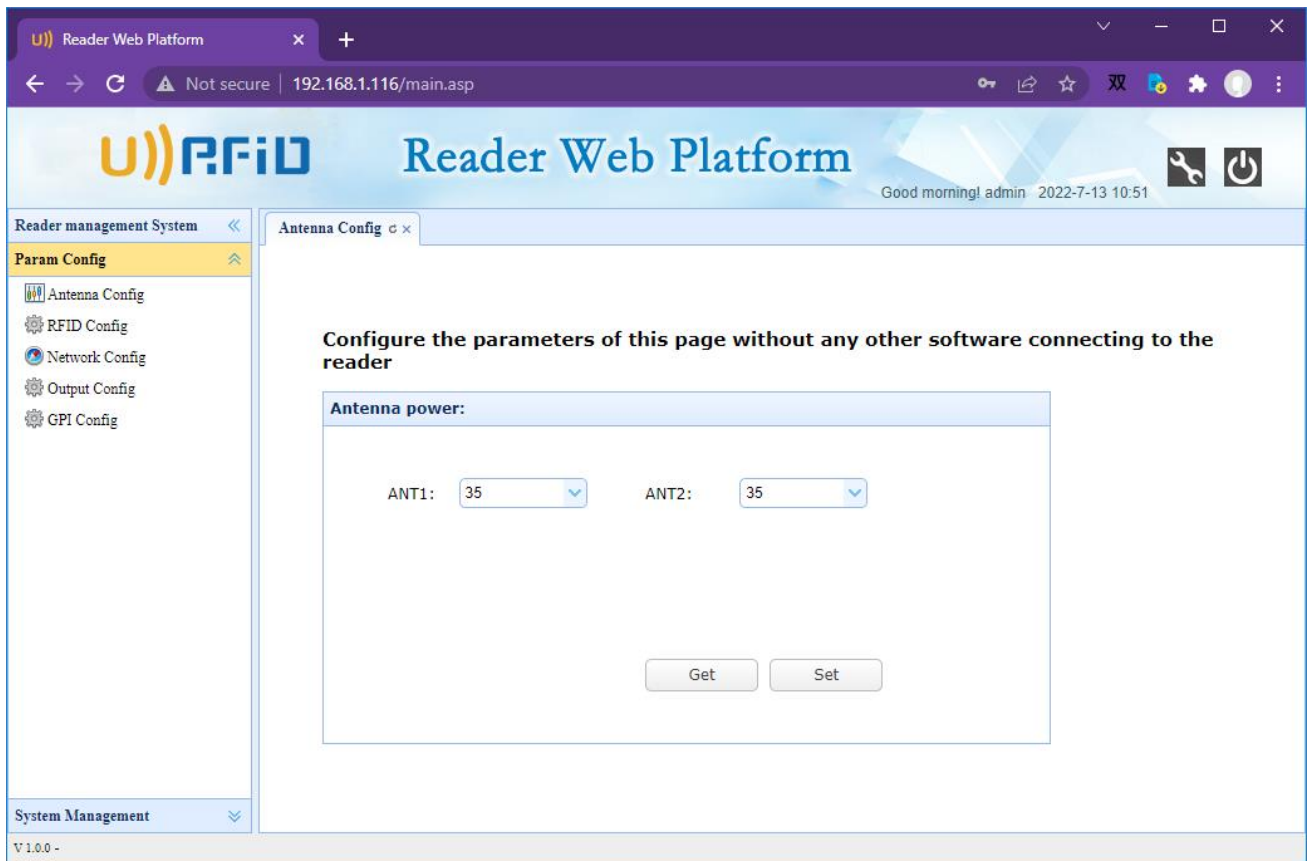 U)) Reader Web Platform
Not secure | 192.168.1.116/main.asp
双
U))RFiD
Reader Web Platform
Good morning! admin 2022-7-13 10:51
Reader management System
Antenna Config
Param Config
Antenna Config
RFID Config
Network Config
Output Config
GPI Config
Configure the parameters of this page without any other software connecting to the
reader
Antenna power:
ANT1: 35 ANT2: 35
Get Set
System Management
V 1.0.0 -